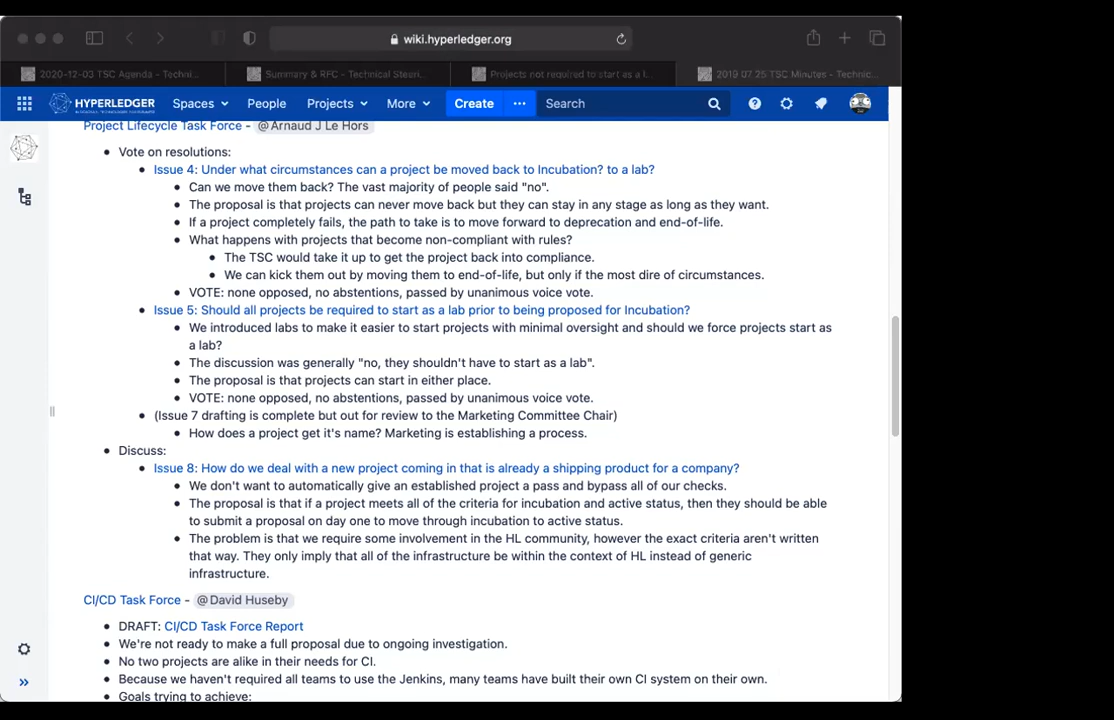 wiki.hyperledger.org
2020-12-03 TSC Agenda - Techni...
Summary & RFC - Technical Steeri...
Projects not required to start as a l...
2019 07 25 TSC Minutes - Technic...
HYPERLEDGER
Spaces
People
Projects
More
Create
Search
Project Lifecycle Task Force - @Arnaud J Le Hors
Vote on resolutions:
Issue 4: Under what circumstances can a project be moved back to Incubation? to a lab?
Can we move them back? The vast majority of people said "no".
The proposal is that projects can never move back but they can stay in any stage as long as they want.
If a project completely fails, the path to take is to move forward to deprecation and end-of-life.
What happens with projects that become non-compliant with rules?
The TSC would take it up to get the project back into compliance.
We can kick them out by moving them to end-of-life, but only if the most dire of circumstances.
VOTE: none opposed, no abstentions, passed by unanimous voice vote.
Issue 5: Should all projects be required to start as a lab prior to being proposed for Incubation?
We introduced labs to make it easier to start projects with minimal oversight and should we force projects start as
a lab?
The discussion was generally "no, they shouldn't have to start as a lab".
The proposal is that projects can start in either place.
VOTE: none opposed, no abstentions, passed by unanimous voice vote.
(Issue 7 drafting is complete but out for review to the Marketing Committee Chair)
How does a project get it's name? Marketing is establishing a process.
Discuss:
Issue 8: How do we deal with a new project coming in that is already a shipping product for a company?
We don't want to automatically give an established project a pass and bypass all of our checks.
The proposal is that if a project meets all of the criteria for incubation and active status, then they should be able
to submit a proposal on day one to move through incubation to active status.
The problem is that we require some involvement in the HL community, however the exact criteria aren't written
that way. They only imply that all of the infrastructure be within the context of HL instead of generic
infrastructure.
CI/CD Task Force - @David Huseby
DRAFT: CI/CD Task Force Report
We're not ready to make a full proposal due to ongoing investigation.
No two projects are alike in their needs for CI.
Because we haven't required all teams to use the Jenkins, many teams have built their own CI system on their own.
Goals trying to achieve: